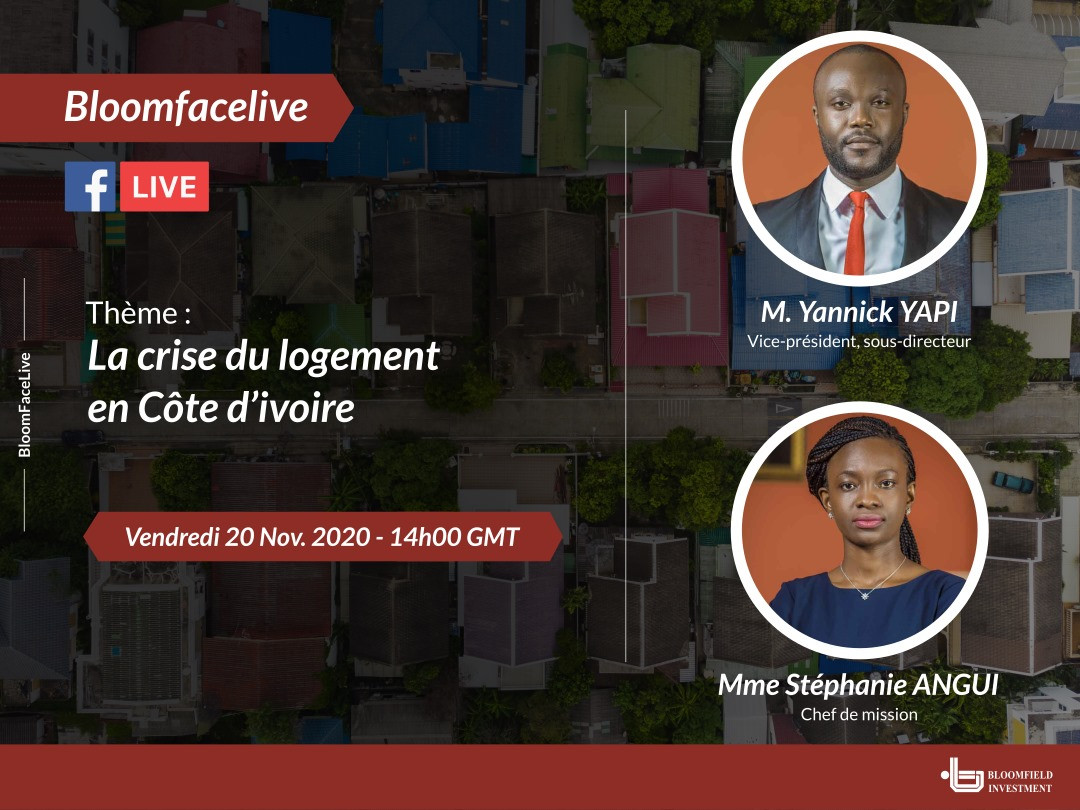 Bloomfacelive
f LIVE
BloomFaceLive
Thème :
La crise du logement
en Côte d’ivoire
Vendredi 20 Nov. 2020 - 14h00 GMT
M. Yannick YAPI
Vice-président, sous-directeur
Mme Stéphanie ANGUI
Chef de mission
BLOOMFIELD
INVESTMENT